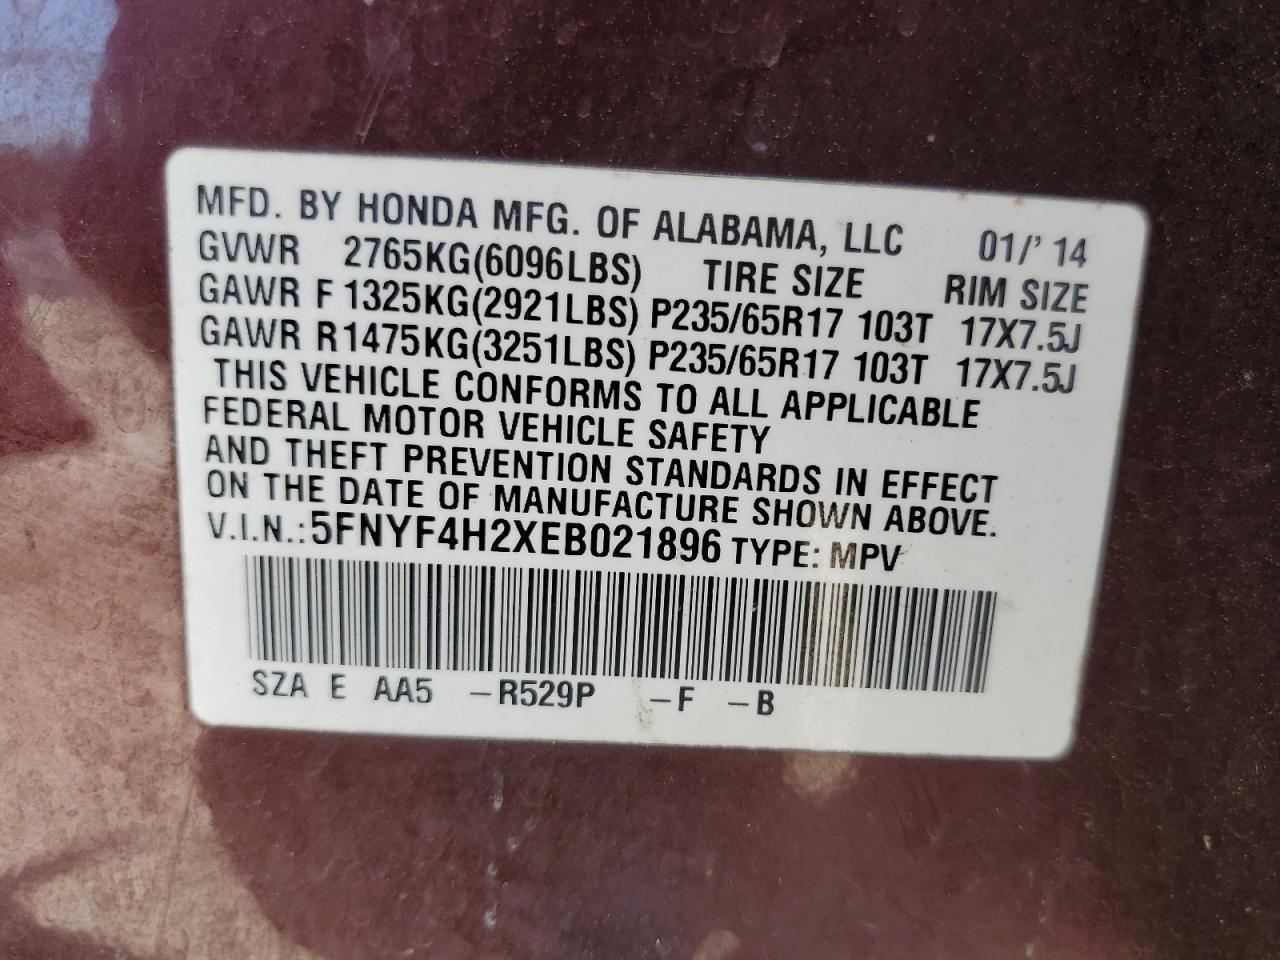 MFD. BY HONDA MFG. OF ALABAMA, LLC 01/' 14
GVWR 2765KG(6096LBS) TIRE SIZE RIM SIZE
GAWR F 1325KG(2921LBS) P235/65R17 103T 17X7.5J
GAWR R1475KG(3251LBS) P235/65R17 103T 17X7.5J
THIS VEHICLE CONFORMS TO ALL APPLICABLE
FEDERAL MOTOR VEHICLE SAFETY
AND THEFT PREVENTION STANDARDS IN EFFECT
ON THE DATE OF MANUFACTURE SHOWN ABOVE.
V.I.N.:5FNYF4H2XEB021896 TYPE: MPV
SZA E AA5 -R529P -F -B